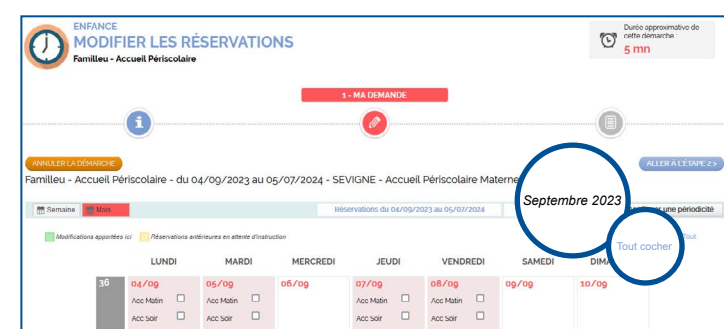 ENFANCE
MODIFIER LES RÉSERVATIONS
Familleu - Accueil Périscolaire
Durée approximative de
cette démarche :
5 mn
1 - MA DEMANDE
ANNULER LA DÉMARCHE
ALLER À L'ÉTAPE 2 >
Familleu - Accueil Périscolaire - du 04/09/2023 au 05/07/2024 - SEVIGNE - Accueil Périscolaire Materne
Semaine
Mois
Réservations du 04/09/2023 au 05/07/2024
Septembre 2023
une périodicité
Modifications apportées ici
Réservations antérieures en attente d'instruction
Tout cocher
Tout
LUNDI MARDI MERCREDI JEUDI VENDREDI SAMEDI DIMA
36 04/09 05/09 06/09 07/09 08/09 09/09 10/09
Acc Matin Acc Matin Acc Matin Acc Matin
Acc Soir Acc Soir Acc Soir Acc Soir